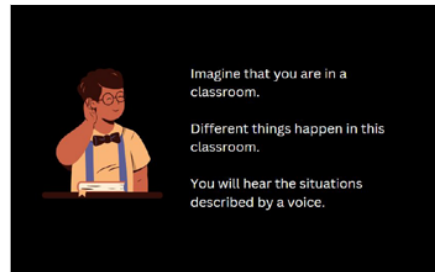 Imagine that you are in a
classroom.
Different things happen in this
classroom.
You will hear the situations
described by a voice.